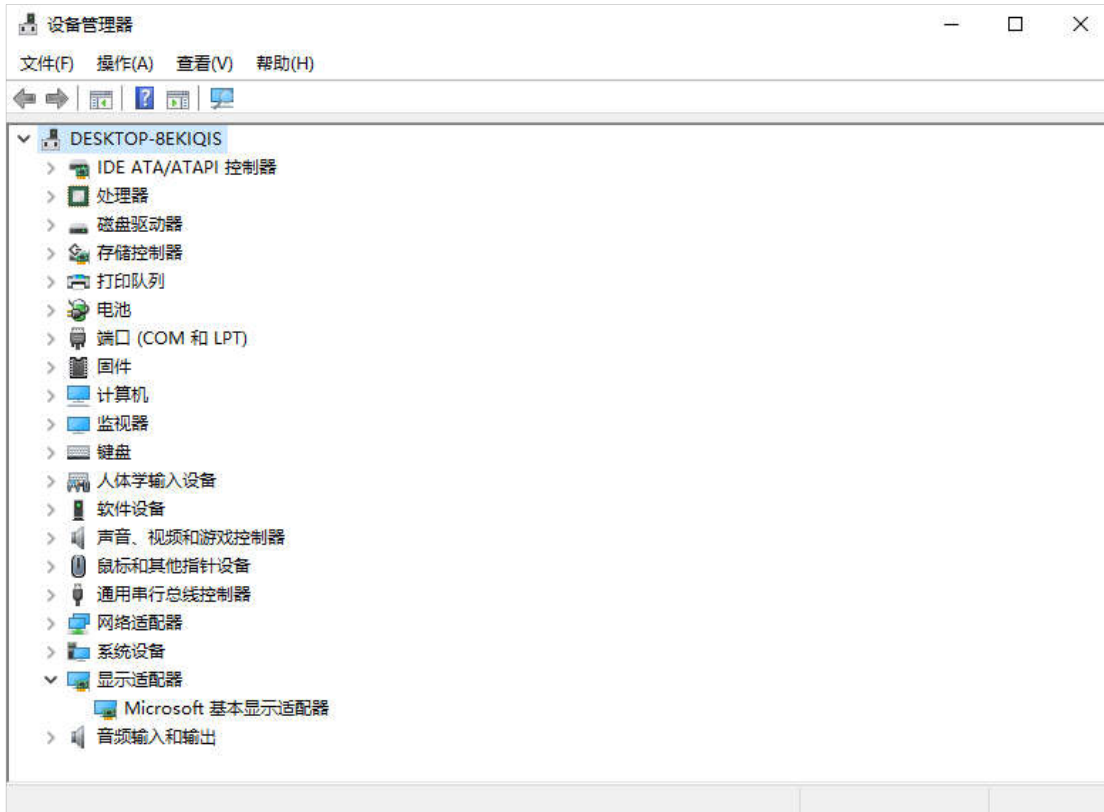 设备管理器
文件(F) 操作(A) 查看(V) 帮助(H)
DESKTOP-8EKIQIS
IDE ATA/ATAPI 控制器
处理器
磁盘驱动器
存储控制器
打印队列
电池
端口 (COM 和 LPT)
固件
计算机
监视器
键盘
人体学输入设备
软件设备
声音、视频和游戏控制器
鼠标和其他指针设备
通用串行总线控制器
网络适配器
系统设备
显示适配器
Microsoft 基本显示适配器
音频输入和输出